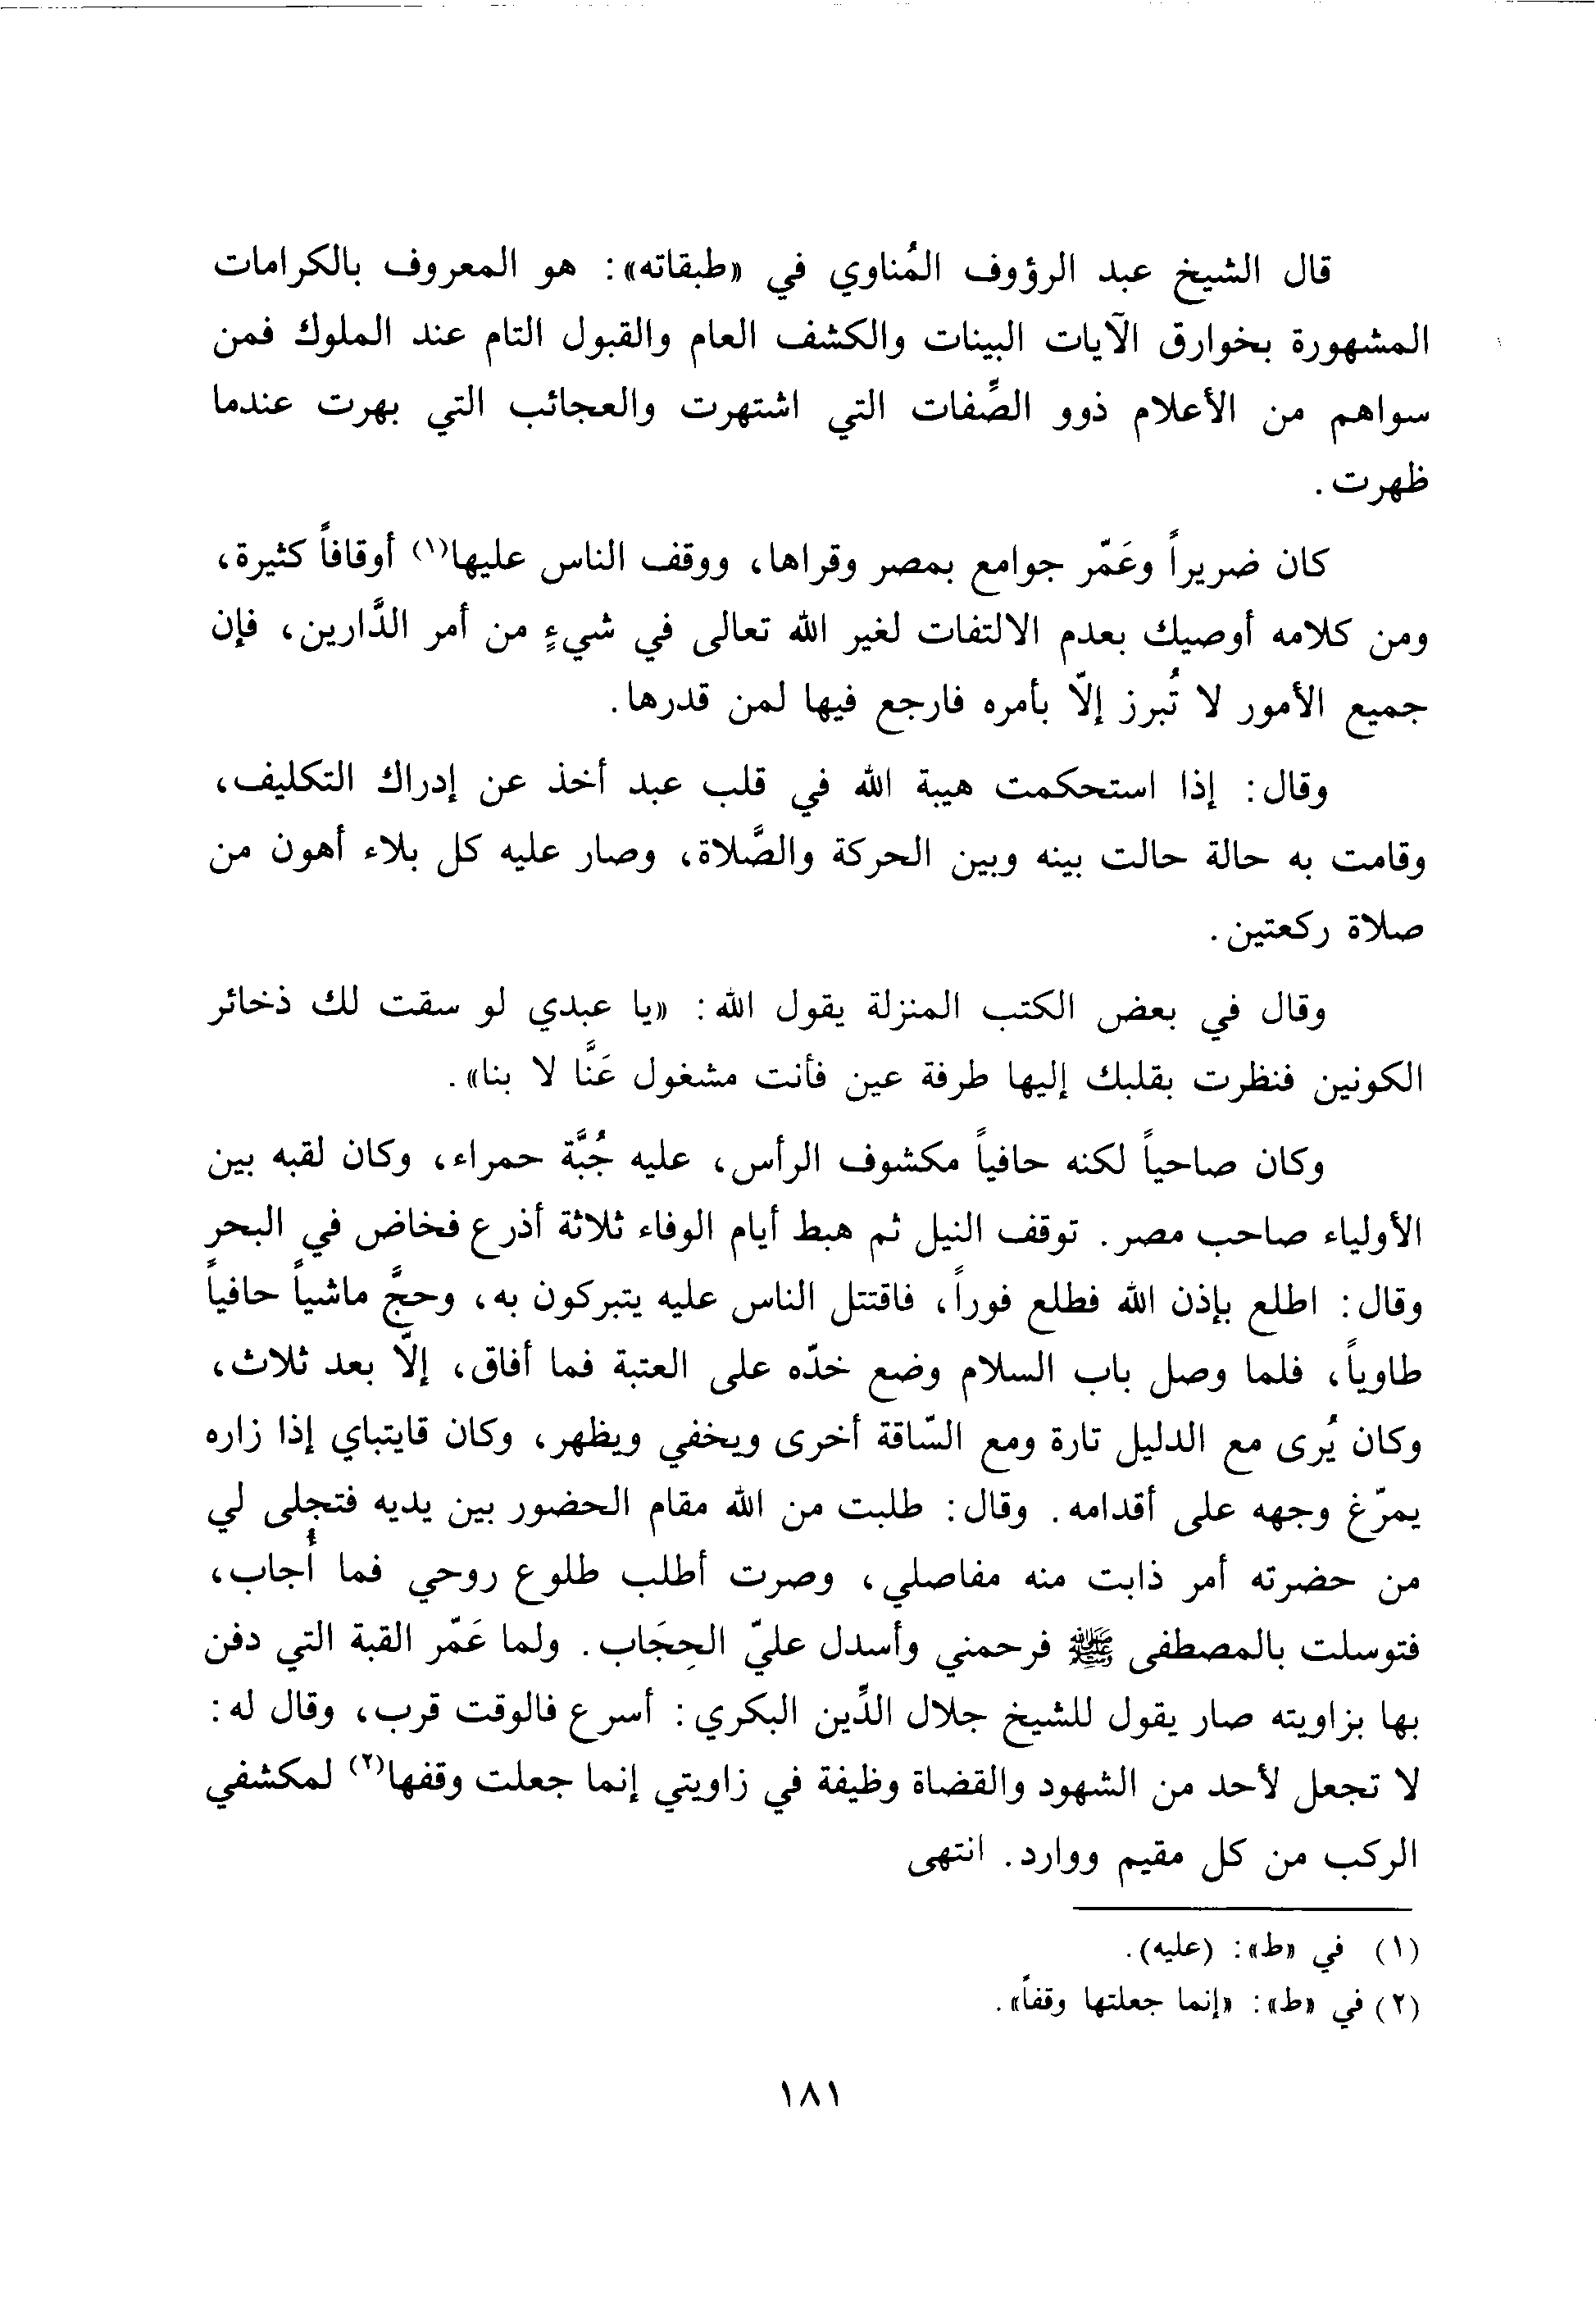 قال الشيخ عبد الرؤوف المُناوي في «طبقاته»: هو المعروف بالكرامات
المشهورة بخوارق الآيات البينات والكشف العام والقبول التام عند الملوك فمن
سواهم من الأعلام ذوو الصِّفات التي اشتهرت والعجائب التي بهرت عندما
ظهرت.
كان ضريراً وعَمّر جوامع بمصر وقراها، ووقف الناس عليها(١) أوقافاً كثيرة،
ومن كلامه أوصيك بعدم الالتفات لغير الله تعالى في شيءٍ من أمر الدَّارين، فإن
جميع الأمور لا تُبرز إلّا بأمره فارجع فيها لمن قدرها.
وقال: إذا استحكمت هيبة الله في قلب عبد أخذ عن إدراك التكليف،
وقامت به حالة حالت بينه وبين الحركة والصَّلاة، وصار عليه كل بلاء أهون من
صلاة ركعتين.
وقال في بعض الكتب المنزلة يقول الله: «يا عبدي لو سقت لك ذخائر
الكونين فنظرت بقلبك إليها طرفة عين فأنت مشغول عَنَّا لا بنا».
وكان صاحياً لكنه حافياً مكشوف الرأس، عليه جُبَّة حمراء، وكان لقبه بين
الأولياء صاحب مصر. توقف النيل ثم هبط أيام الوفاء ثلاثة أذرع فخاض في البحر
وقال: اطلع بإذن الله فطلع فوراً، فاقتتل الناس عليه يتبركون به، وحجَّ ماشياً حافياً
طاوياً، فلما وصل باب السلام وضع خدّه على العتبة فما أفاق، إلّا بعد ثلاث،
وكان يُرى مع الدليل تارة ومع السّاقة أخرى ويخفي ويظهر، وكان قايتباي إذا زاره
يمرّغ وجهه على أقدامه. وقال: طلبت من الله مقام الحضور بين يديه فتجلى لي
من حضرته أمر ذابت منه مفاصلي، وصرت أطلب طلوع روحي فما أُجاب،
فتوسلت بالمصطفى ﷺ فرحمني وأسدل عليّ الحِجَاب. ولما عَمّر القبة التي دفن
بها بزاويته صار يقول للشيخ جلال الدِّين البكري: أسرع فالوقت قرب، وقال له:
لا تجعل لأحد من الشهود والقضاة وظيفة في زاويتي إنما جعلت وقفها(٢) لمكشفي
الركب من كل مقيم ووارد. انتهى
(١) في «ط»: (عليه).
(٢) في «ط»: «إنما جعلتها وقفاً».
١٨١